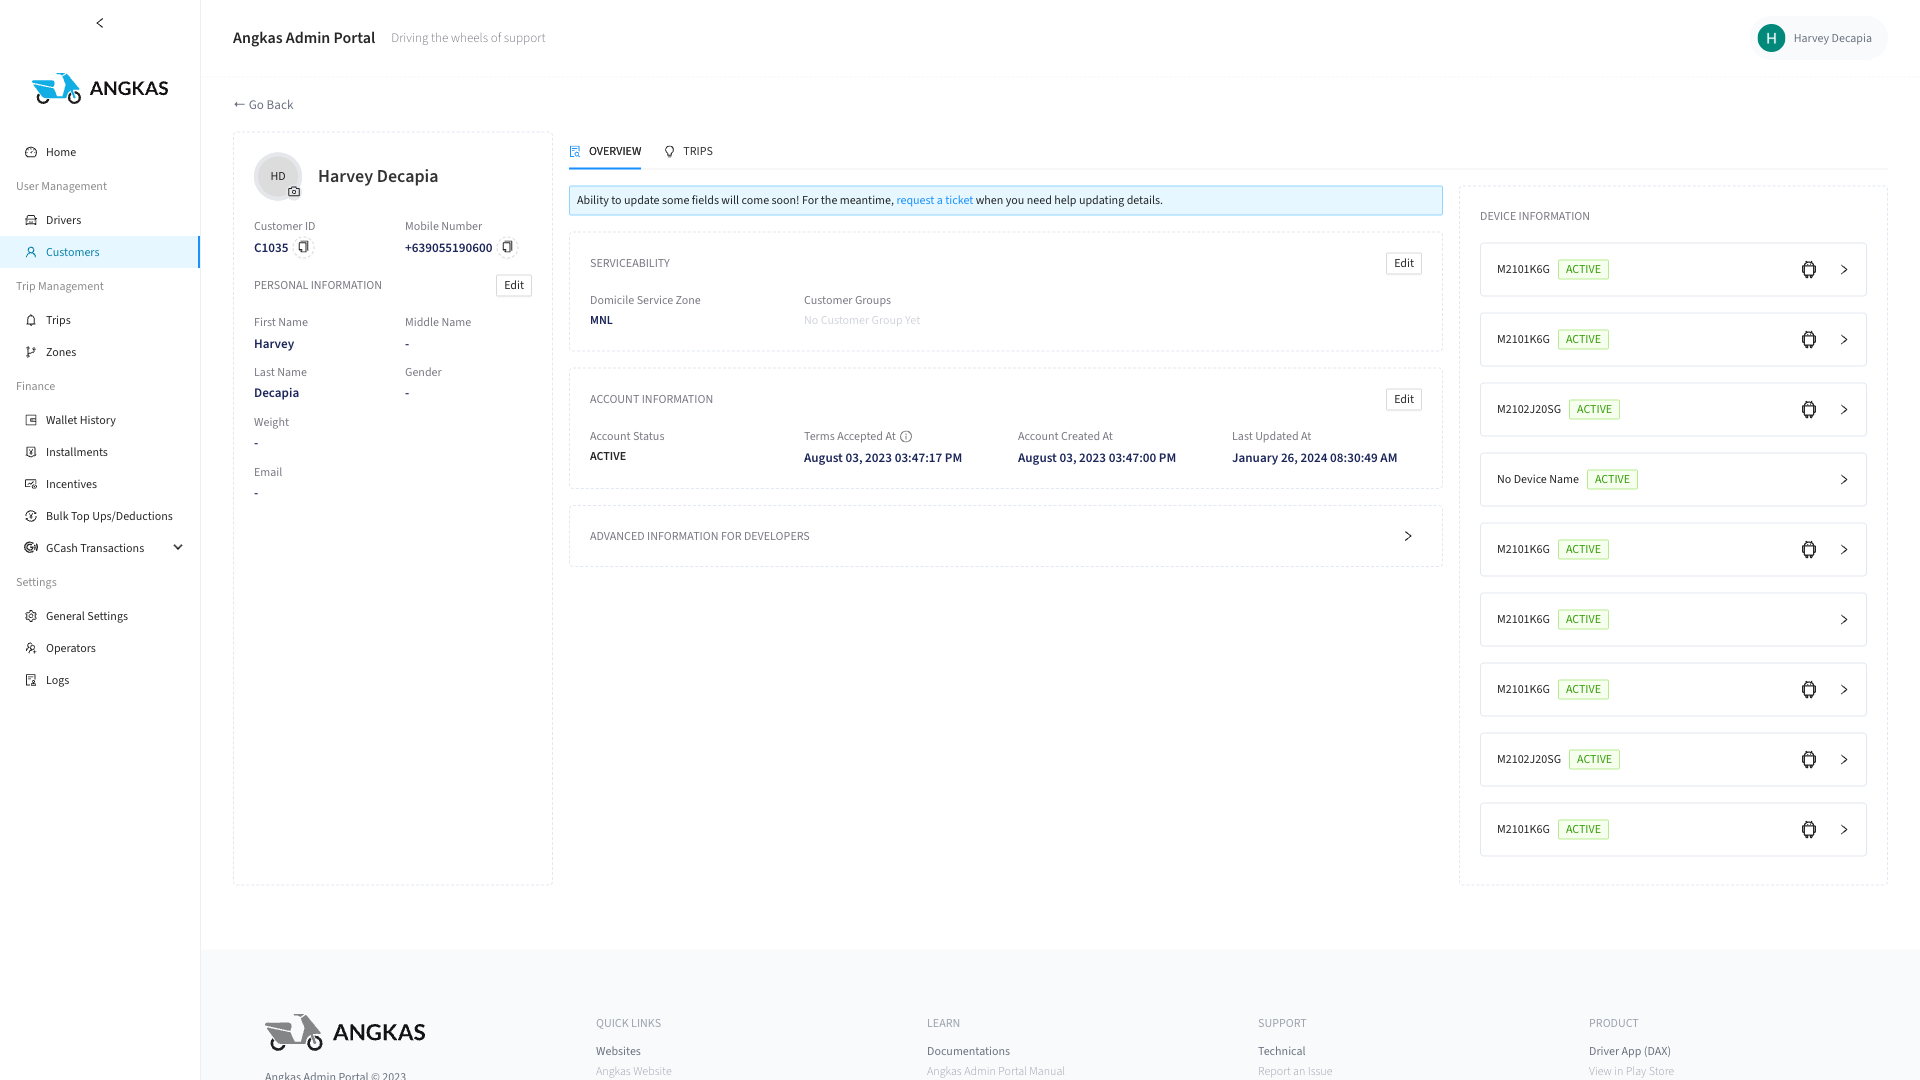 ANGKAS
Home
User Management
Drivers
Customers
Trip Management
Trips
Zones
Finance
Wallet History
Installments
Incentives
Bulk Top Ups/Deductions
GCash Transactions
Settings
General Settings
Operators
Logs
Angkas Admin Portal
Driving the wheels of support
H
Harvey Decapia
← Go Back
HD
Harvey Decapia
Customer ID
Mobile Number
C1035
+639055190600
PERSONAL INFORMATION
Edit
First Name
Middle Name
Harvey
-
Last Name
Gender
Decapia
-
Weight
-
Email
-
OVERVIEW
TRIPS
Ability to update some fields will come soon! For the meantime, request a ticket when you need help updating details.
SERVICEABILITY
Edit
Domicile Service Zone
Customer Groups
MNL
No Customer Group Yet
ACCOUNT INFORMATION
Edit
Account Status
Terms Accepted At
Account Created At
Last Updated At
ACTIVE
August 03, 2023 03:47:17 PM
August 03, 2023 03:47:00 PM
January 26, 2024 08:30:49 AM
ADVANCED INFORMATION FOR DEVELOPERS
DEVICE INFORMATION
M2101K6G ACTIVE
M2101K6G ACTIVE
M2102J20SG ACTIVE
No Device Name ACTIVE
M2101K6G ACTIVE
M2101K6G ACTIVE
M2101K6G ACTIVE
M2102J20SG ACTIVE
M2101K6G ACTIVE
ANGKAS
Angkas Admin Portal © 2023
QUICK LINKS
Websites
Angkas Website
LEARN
Documentations
Angkas Admin Portal Manual
SUPPORT
Technical
Report an Issue
PRODUCT
Driver App (DAX)
View in Play Store